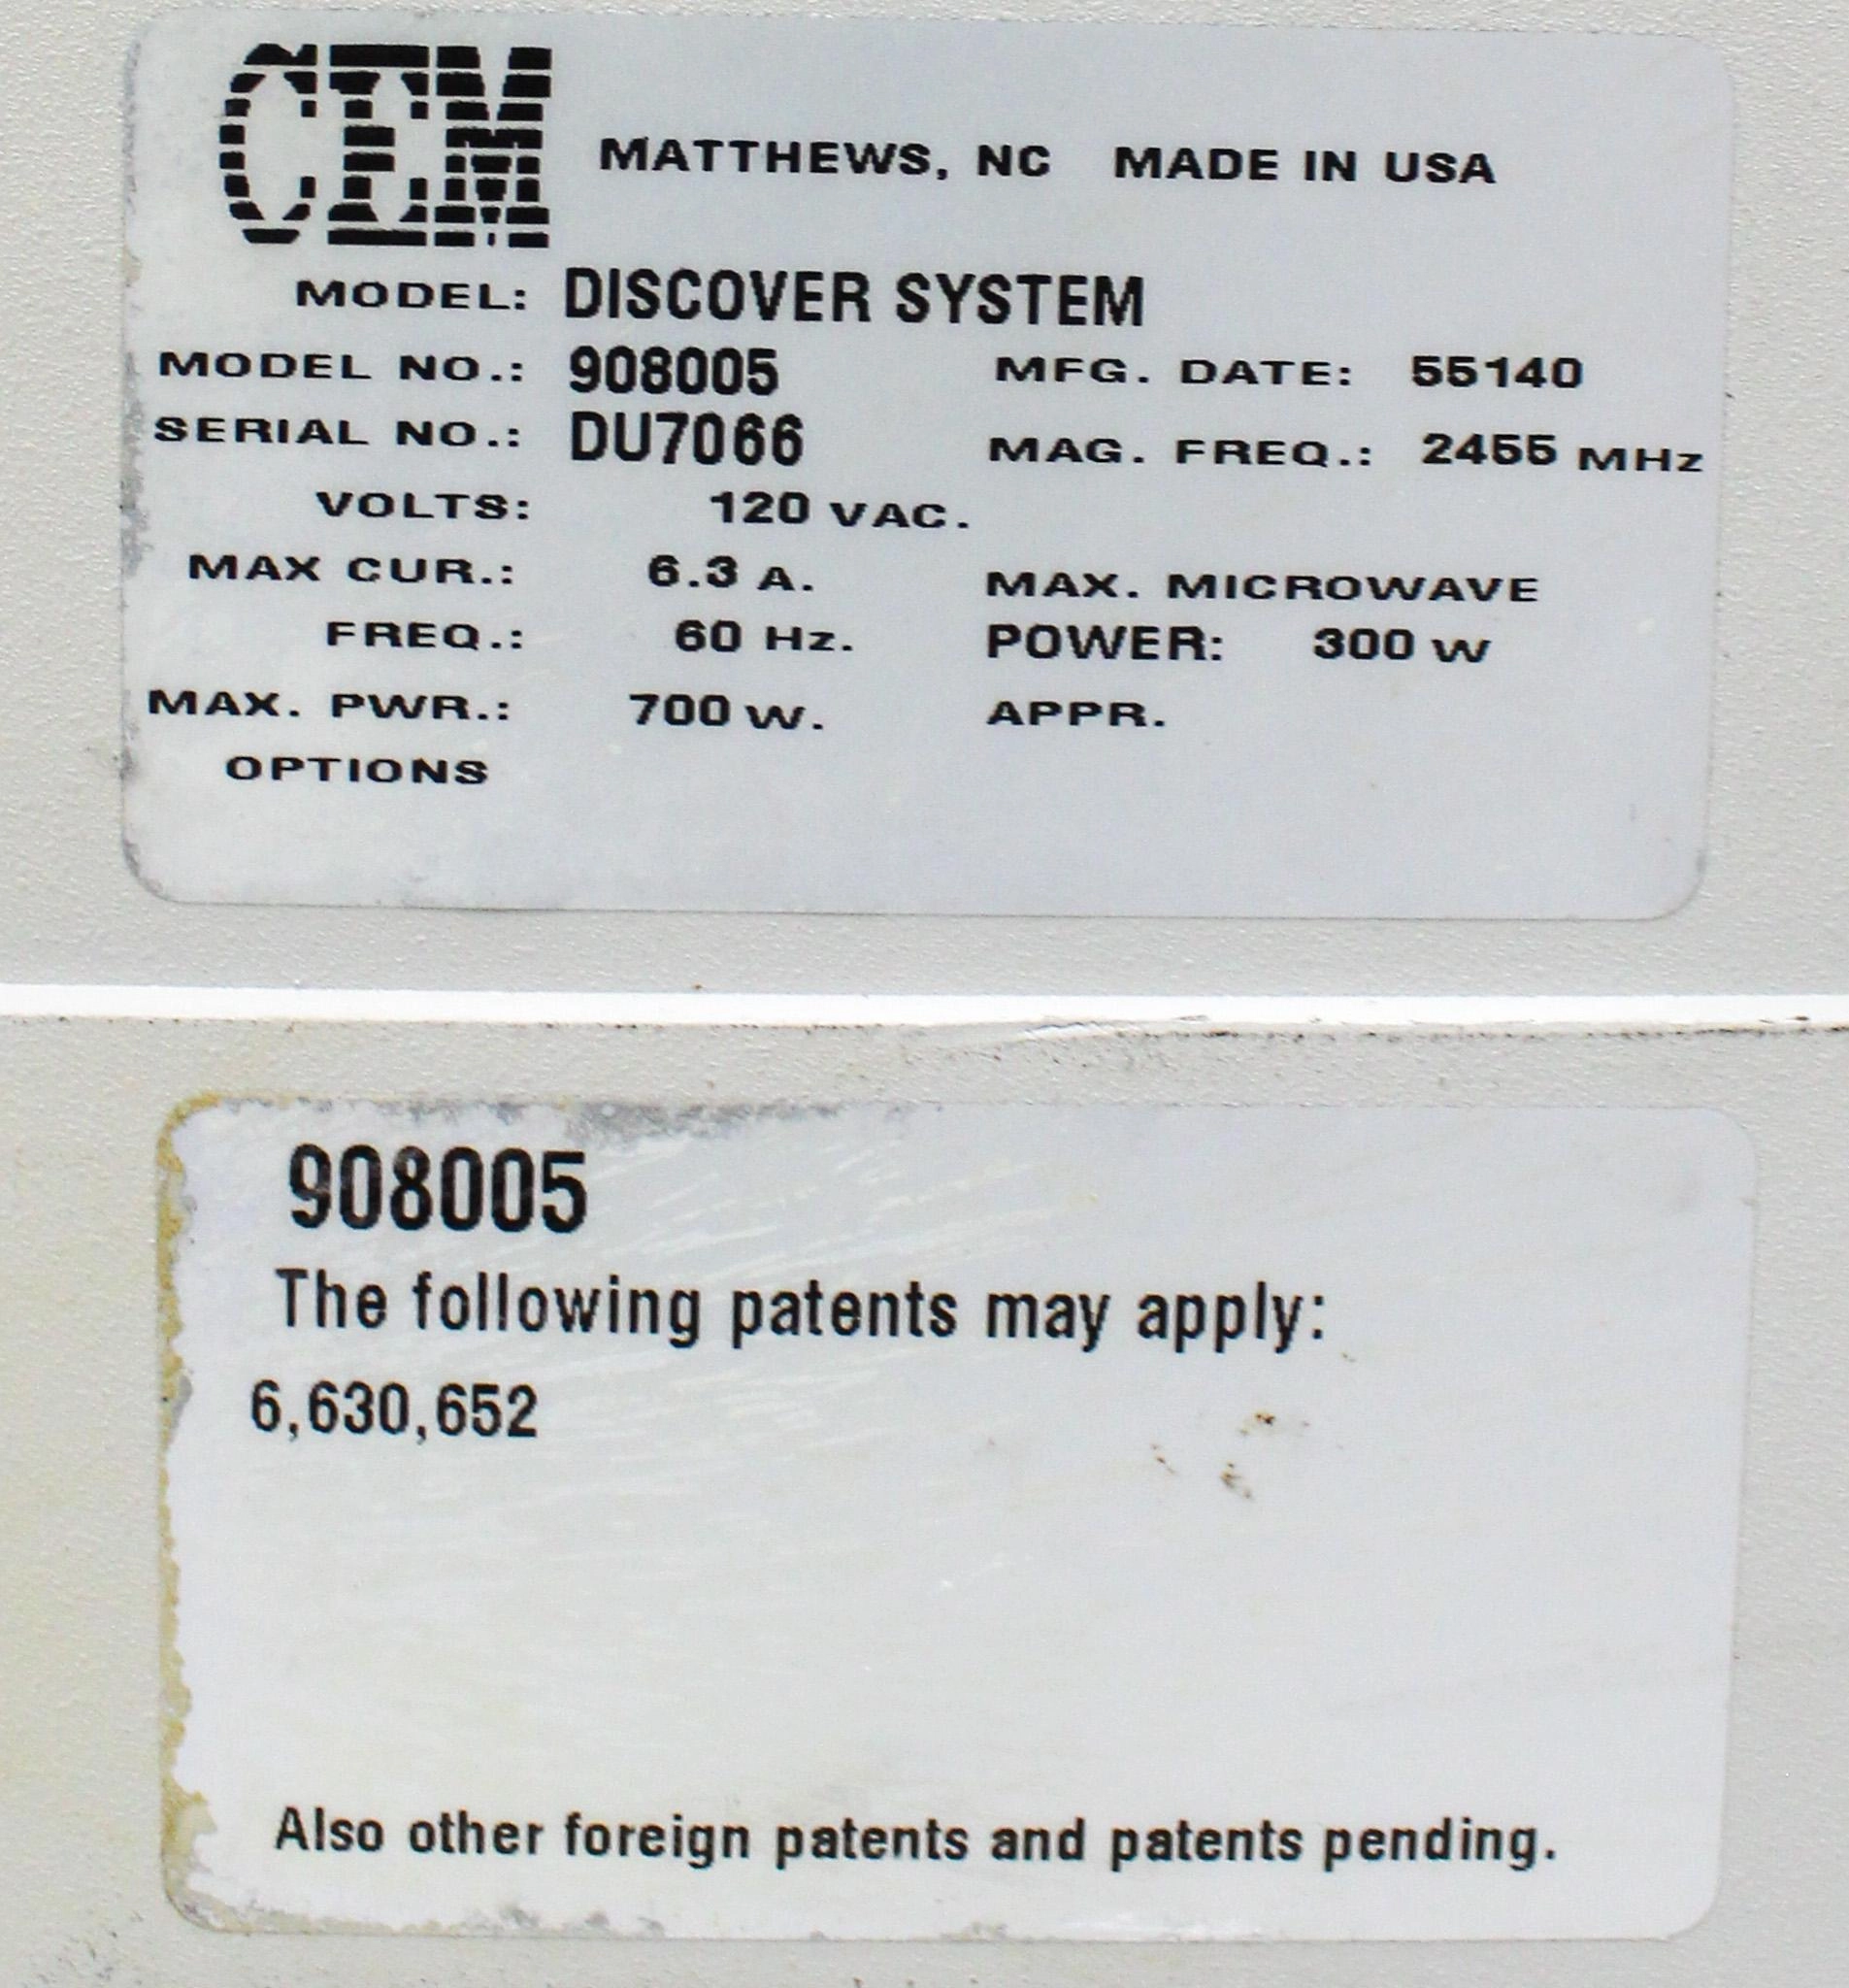 CEM MATTHEWS, NC MADE IN USA
MODEL: DISCOVER SYSTEM
MODEL NO.: 908005 MFG. DATE: 55140
SERIAL NO.: DU7066 MAG. FREQ.: 2455 MHz
VOLTS: 120 VAC.
MAX CUR.: 6.3 A. MAX. MICROWAVE
FREQ.: 60 Hz. POWER: 300 W
MAX. PWR.: 700 W. APPR.
OPTIONS
908005
The following patents may apply:
6,630,652
Also other foreign patents and patents pending.